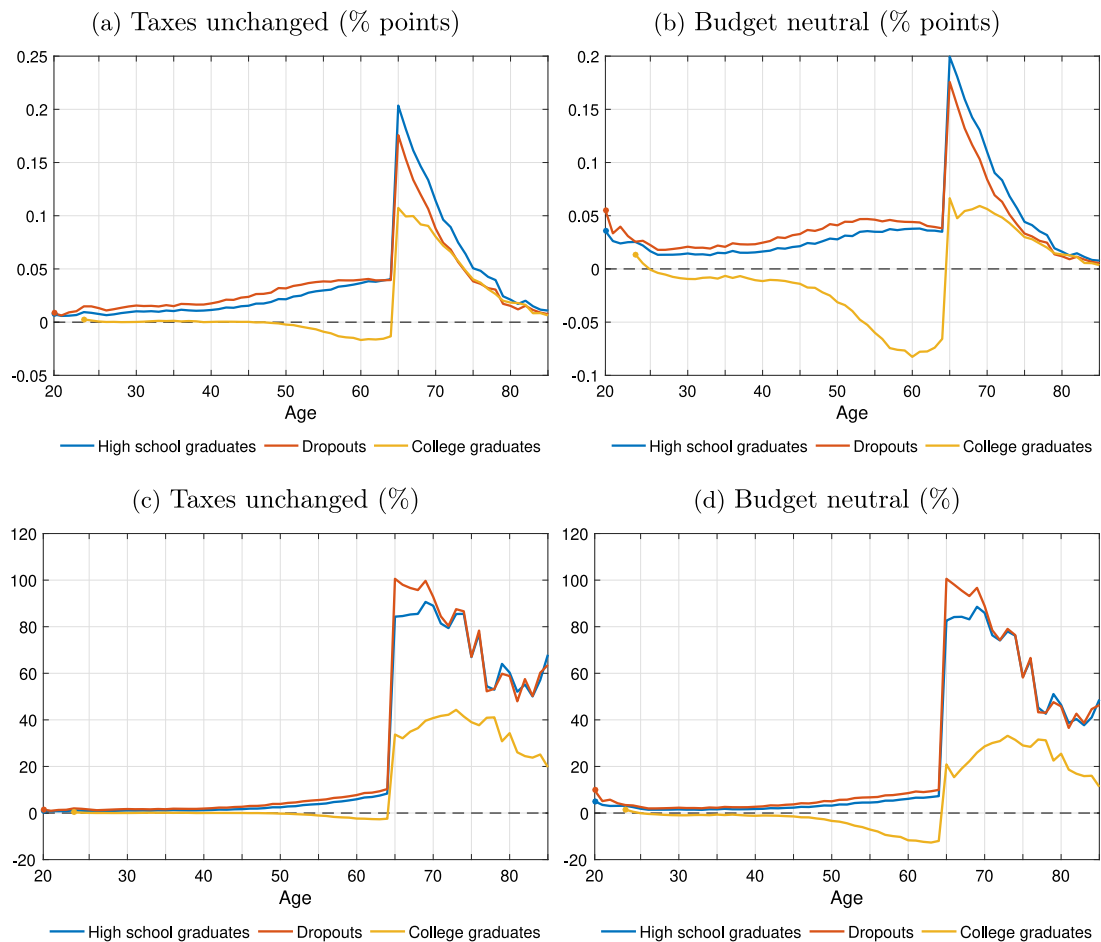 (a) Taxes unchanged (% points)
(b) Budget neutral (% points)
0.25
0.2
0.15
0.1
0.05
0
-0.05
20 30 40 50 60 70 80
Age
High school graduates Dropouts College graduates
0.2
0.15
0.1
0.05
0
-0.05
-0.1
20 30 40 50 60 70 80
Age
High school graduates Dropouts College graduates
(c) Taxes unchanged (%)
(d) Budget neutral (%)
120
100
80
60
40
20
0
-20
20 30 40 50 60 70 80
Age
High school graduates Dropouts College graduates
120
100
80
60
40
20
0
-20
20 30 40 50 60 70 80
Age
High school graduates Dropouts College graduates